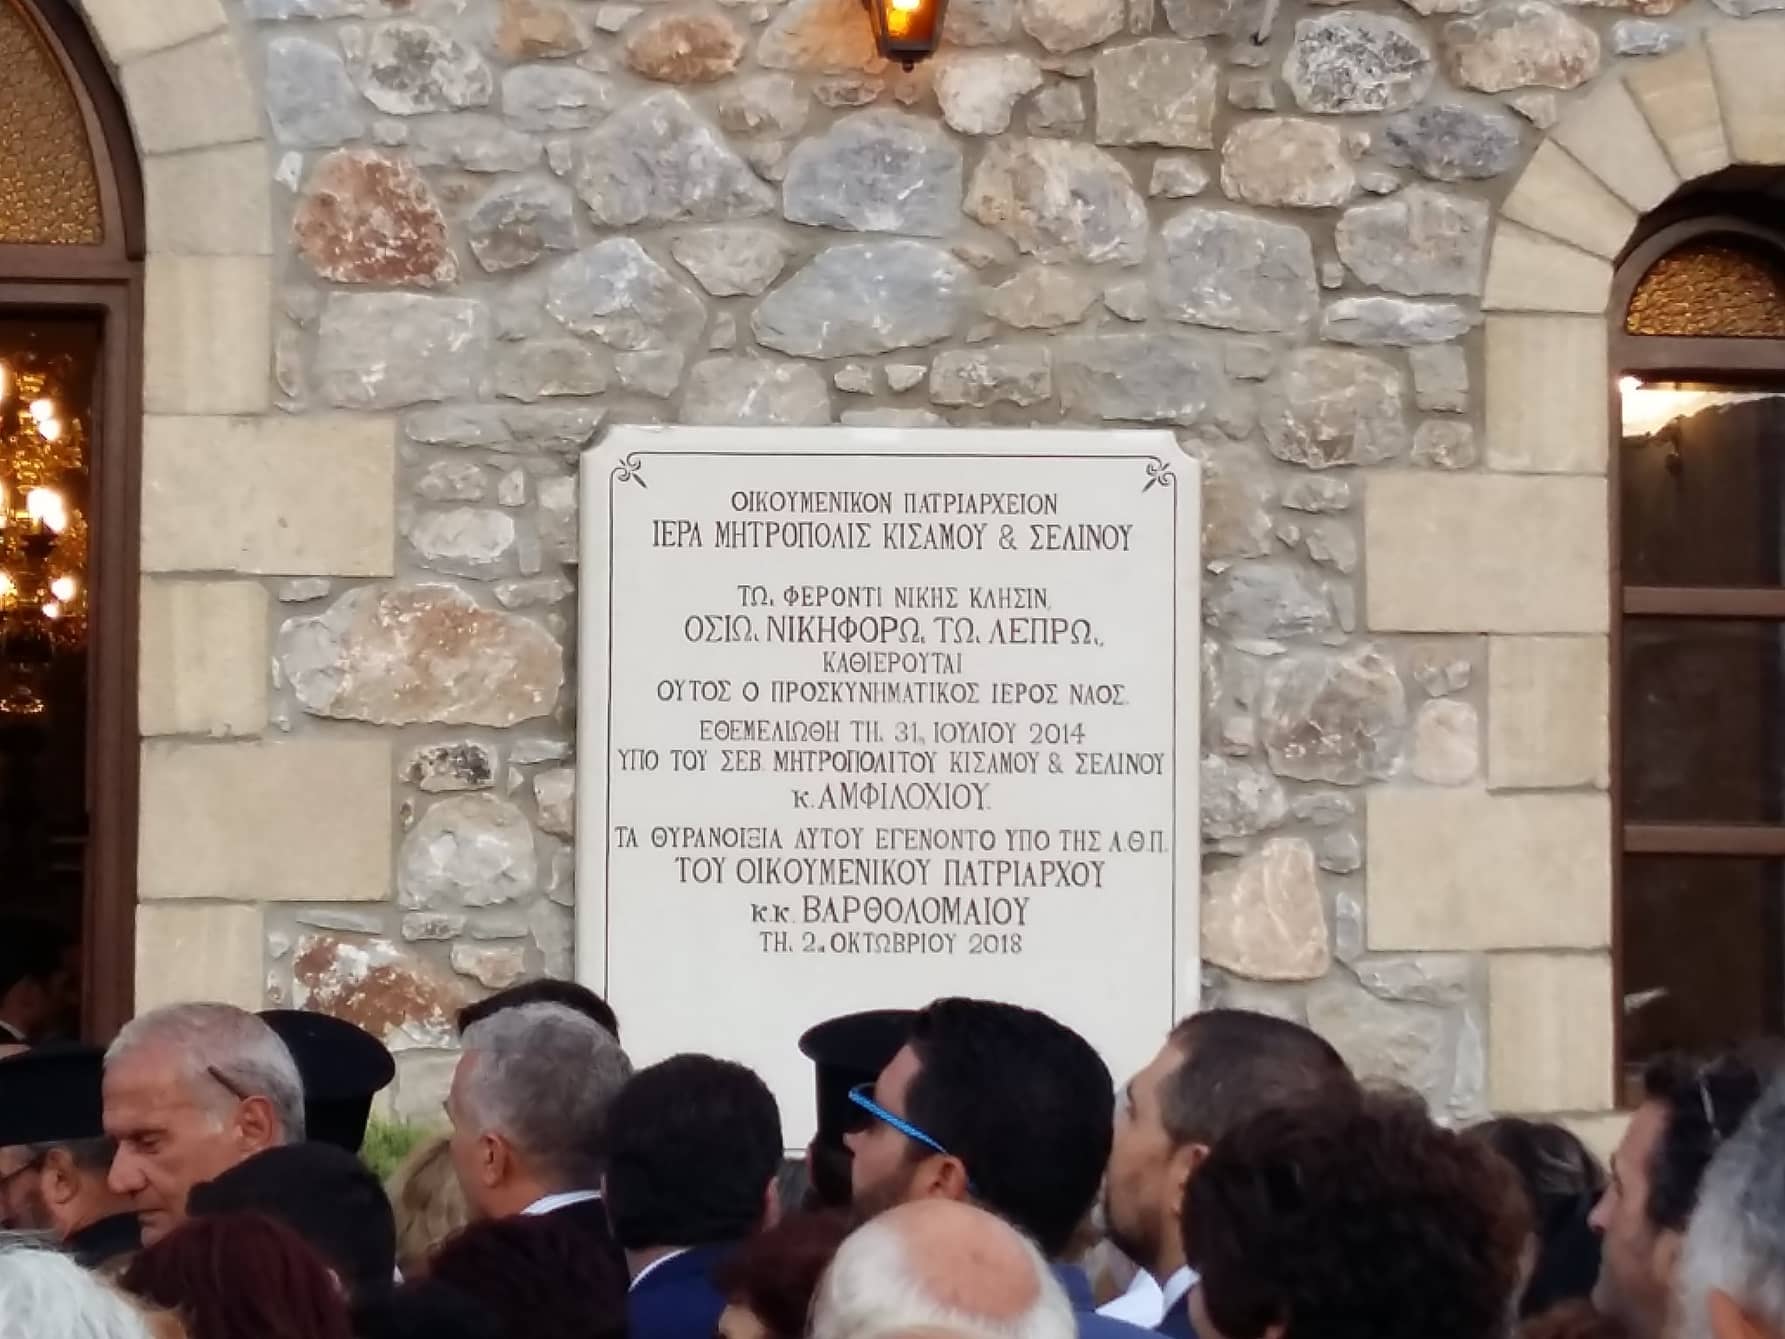 ΟΙΚΟΥΜΕΝΙΚΟΝ ΠΑΤΡΙΑΡΧΕΙΟΝ
ΙΕΡΑ ΜΗΤΡΟΠΟΛΙΣ ΚΙΣΑΜΟΥ & ΣΕΛΙΝΟΥ
ΤΩ, ΦΕΡΟΝΤΙ ΝΙΚΗΣ ΚΛΗΣΙΝ,
ΟΣΙΩ, ΝΙΚΗΦΟΡΩ, ΤΩ, ΛΕΠΡΩ,,
ΚΑΘΙΕΡΟΥΤΑΙ
ΟΥΤΟΣ Ο ΠΡΟΣΚΥΝΗΜΑΤΙΚΟΣ ΙΕΡΟΣ ΝΑΟΣ.
ΕΘΕΜΕΛΙΩΘΗ ΤΗ, 31η ΙΟΥΛΙΟΥ 2014
ΥΠΟ ΤΟΥ ΣΕΒ. ΜΗΤΡΟΠΟΛΙΤΟΥ ΚΙΣΑΜΟΥ & ΣΕΛΙΝΟΥ
κ. ΑΜΦΙΛΟΧΙΟΥ.
ΤΑ ΘΥΡΑΝΟΙΞΙΑ ΑΥΤΟΥ ΕΓΕΝΟΝΤΟ ΥΠΟ ΤΗΣ Α.Θ.Π.
ΤΟΥ ΟΙΚΟΥΜΕΝΙΚΟΥ ΠΑΤΡΙΑΡΧΟΥ
κ.κ. ΒΑΡΘΟΛΟΜΑΙΟΥ
ΤΗ, 2α ΟΚΤΩΒΡΙΟΥ 2018